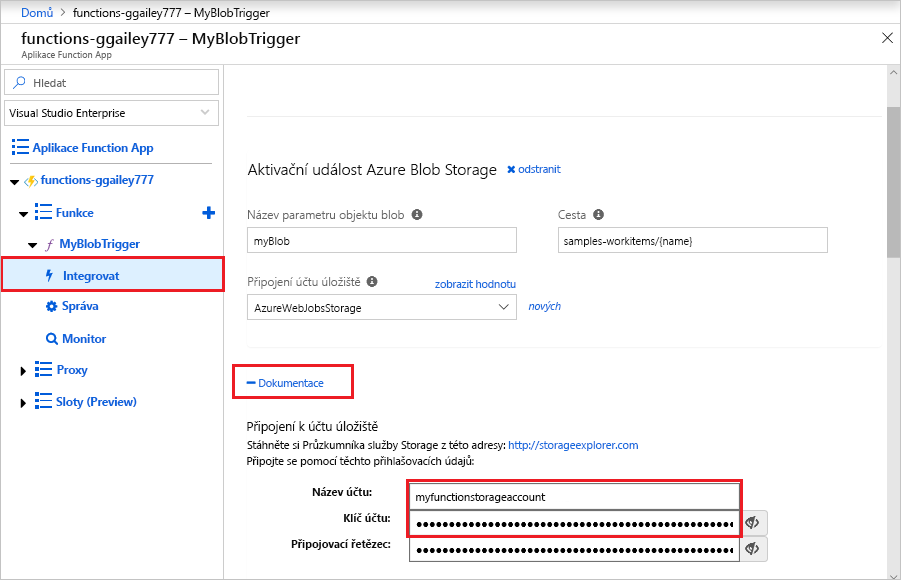 Domů > functions-ggailey777 – MyBlobTrigger
functions-ggailey777 – MyBlobTrigger
Aplikace Function App
Hledat
Visual Studio Enterprise
Aplikace Function App
functions-ggailey777
Funkce
MyBlobTrigger
Integrovat
Správa
Monitor
Proxy
Sloty (Preview)
Aktivační událost Azure Blob Storage odstranit
Název parametru objektu blob Cesta
myBlob samples-workitems/{name}
Připojení účtu úložiště zobrazit hodnotu
AzureWebJobsStorage nových
Dokumentace
Připojení k účtu úložiště
Stáhněte si Průzkumníka služby Storage z této adresy: http://storageexplorer.com
Připojte se pomocí těchto přihlašovacích údajů:
Název účtu: myfunctionstorageaccount
Klíč účtu:
Připojovací řetězec: